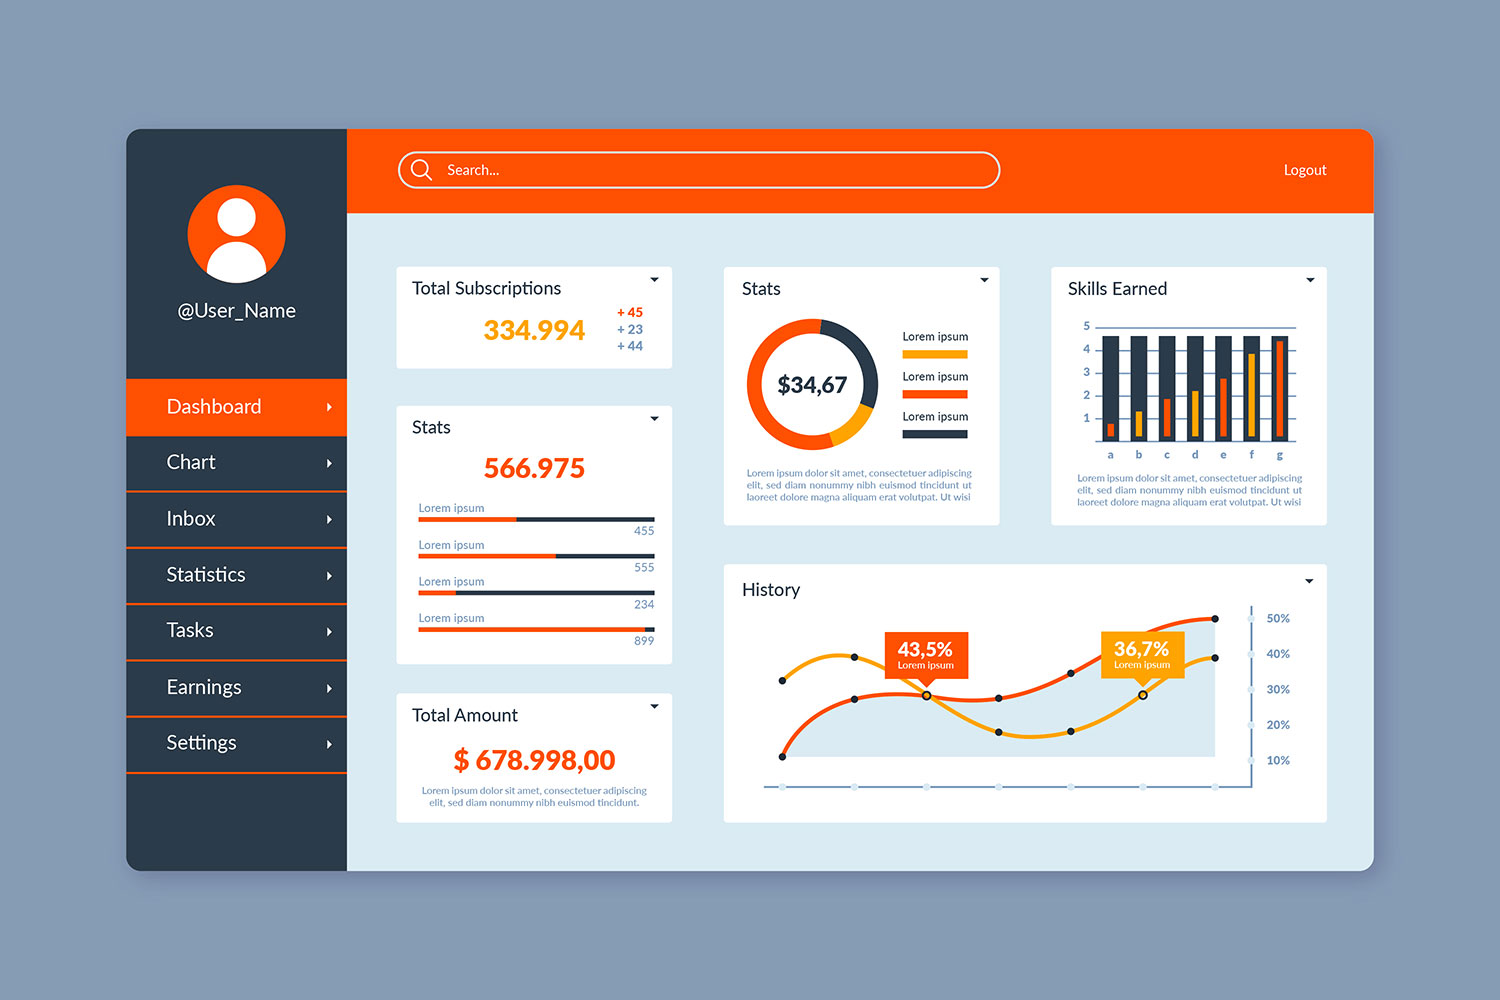 Search...
Logout
@User_Name
Dashboard
Chart
Inbox
Statistics
Tasks
Earnings
Settings
Total Subscriptions
334.994
+ 45
+ 23
+ 44
Stats
566.975
Lorem ipsum
455
Lorem ipsum
555
Lorem ipsum
234
Lorem ipsum
899
Total Amount
$ 678.998,00
Lorem ipsum dolor sit amet, consectetuer adipiscing
elit, sed diam nonummy nibh euismod tincidunt.
Stats
$34,67
Lorem ipsum
Lorem ipsum
Lorem ipsum
Lorem ipsum dolor sit amet, consectetuer adipiscing
elit, sed diam nonummy nibh euismod tincidunt ut
laoreet dolore magna aliquam erat volutpat. Ut wisi
Skills Earned
5
4
3
2
1
a b c d e f g
Lorem ipsum dolor sit amet, consectetuer adipiscing
elit, sed diam nonummy nibh euismod tincidunt ut
laoreet dolore magna aliquam erat volutpat. Ut wisi
History
43,5%
Lorem ipsum
36,7%
Lorem ipsum
50%
40%
30%
20%
10%